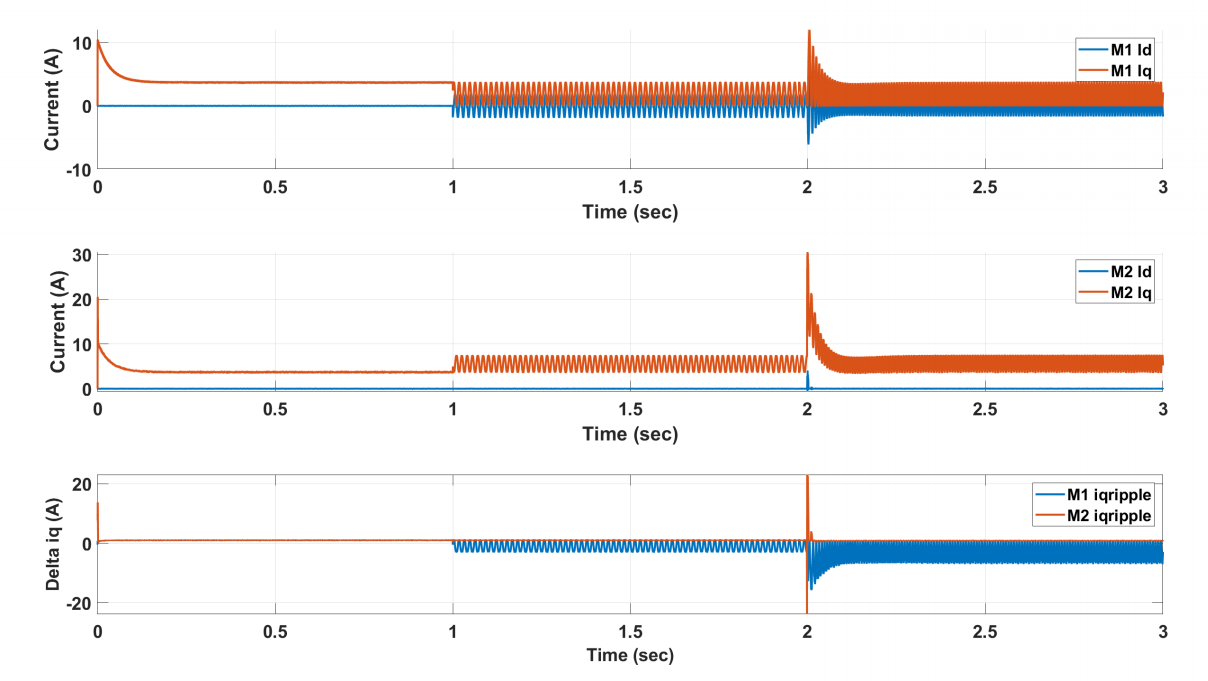 M1 Id
M1 Iq
Current (A)
10
0
-10
0
0.5
1
1.5
2
2.5
3
Time (sec)
M2 Id
M2 Iq
Current (A)
30
20
10
0
0
0.5
1
1.5
2
2.5
3
Time (sec)
M1 iqripple
M2 iqripple
Delta iq (A)
20
0
-20
0
0.5
1
1.5
2
2.5
3
Time (sec)